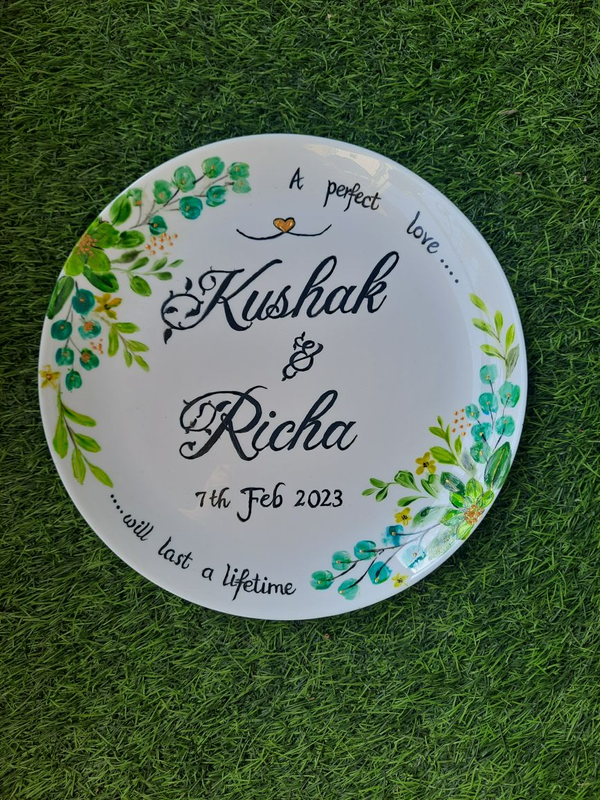 A perfect love.....
Kushak
&
Richa
7th Feb 2023
....will last a lifetime